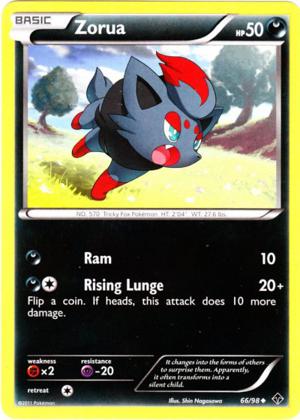 BASIC
Zorua
HP50
NO. 570 Tricky Fox Pokémon HT: 2'04" WT: 27.6 lbs.
Ram 10
Rising Lunge 20+
Flip a coin. If heads, this attack does 10 more
damage.
weakness
×2
resistance
-20
retreat
It changes into the forms of others
to surprise them. Apparently,
it often transforms into a
silent child.
©2011 Pokémon
Illus. Shin Nagasawa
66/98